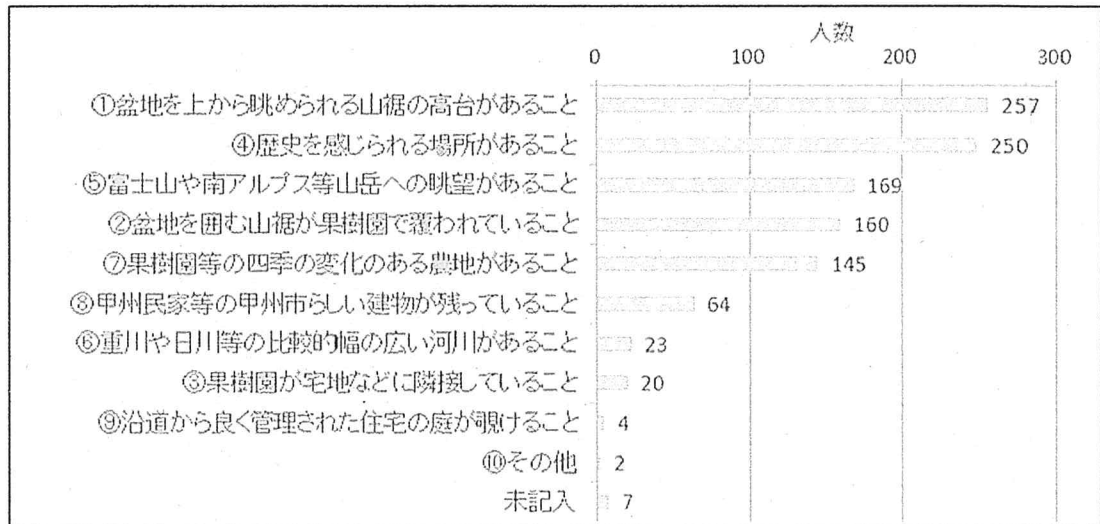 人数
0 100 200 300
①盆地を上から眺められる山裾の高台があること 257
④歴史を感じられる場所があること 250
⑤富士山や南アルプス等山岳への眺望があること 169
②盆地を囲む山裾が果樹園で覆われていること 160
⑦果樹園等の四季の変化のある農地があること 145
⑧甲州民家等の甲州市らしい建物が残っていること 64
⑥重川や日川等の比較的幅の広い河川があること 23
③果樹園が宅地などに隣接していること 20
⑨沿道から良く管理された住宅の庭が覗けること 4
⑩その他 2
未記入 7